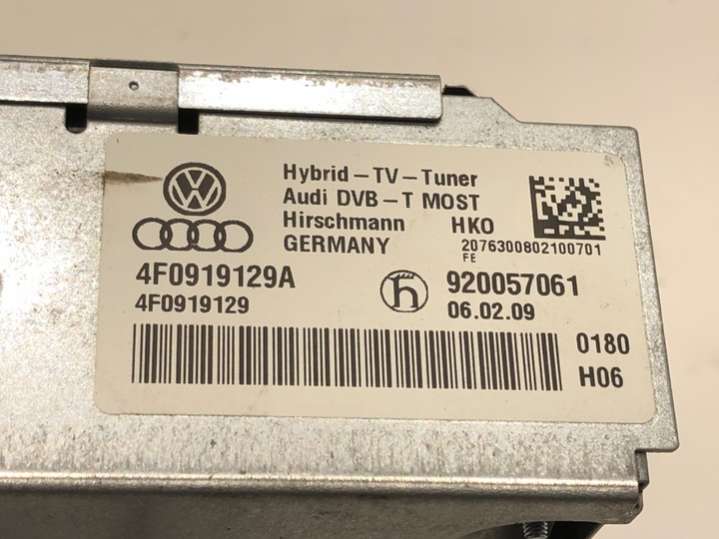 Hybrid-TV-Tuner
Audi DVB-T MOST
Hirschmann HKO
GERMANY
2076300802100701
FE
4F0919129A
4F0919129
920057061
06.02.09
0180
H06